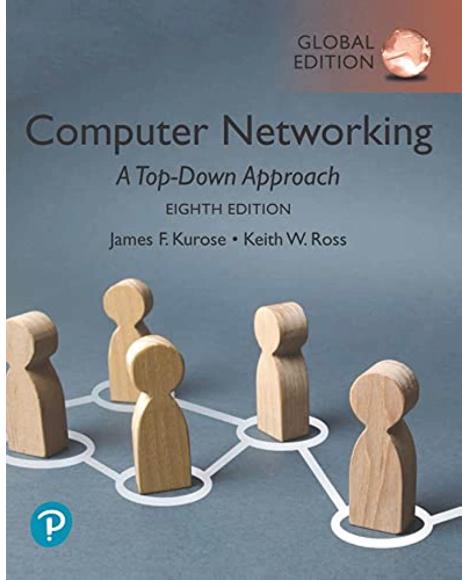 GLOBAL
EDITION
Computer Networking
A Top-Down Approach
EIGHTH EDITION
James F. Kurose • Keith W. Ross
P